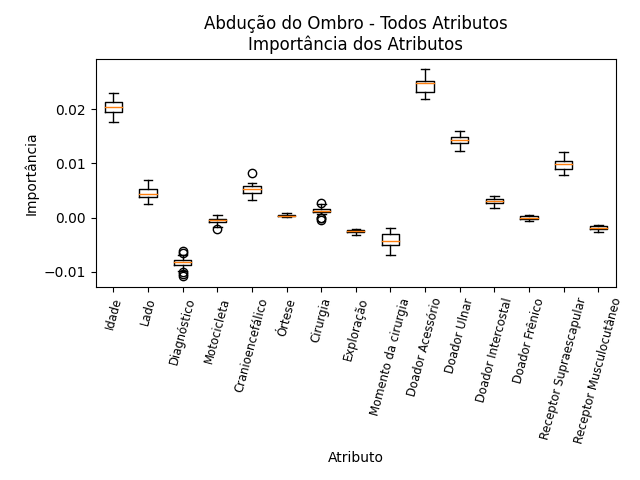 Abdução do Ombro - Todos Atributos
Importância dos Atributos
Importância
0.02
0.01
0.00
−0.01
Idade
Lado
Diagnóstico
Motocicleta
Cranioencefálico
Órtese
Cirurgia
Exploração
Momento da cirurgia
Doador Acessório
Doador Ulnar
Doador Intercostal
Doador Frênico
Receptor Supraescapular
Receptor Musculocutâneo
Atributo